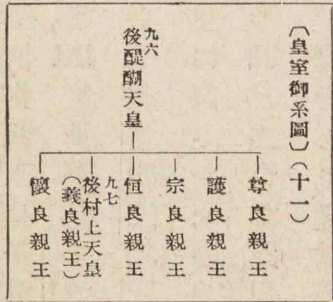 〔皇室御系圖〕（十一）
九六
後醍醐天皇
尊良親王
護良親王
宗良親王
恒良親王
九七
後村上天皇
（義良親王）
懷良親王